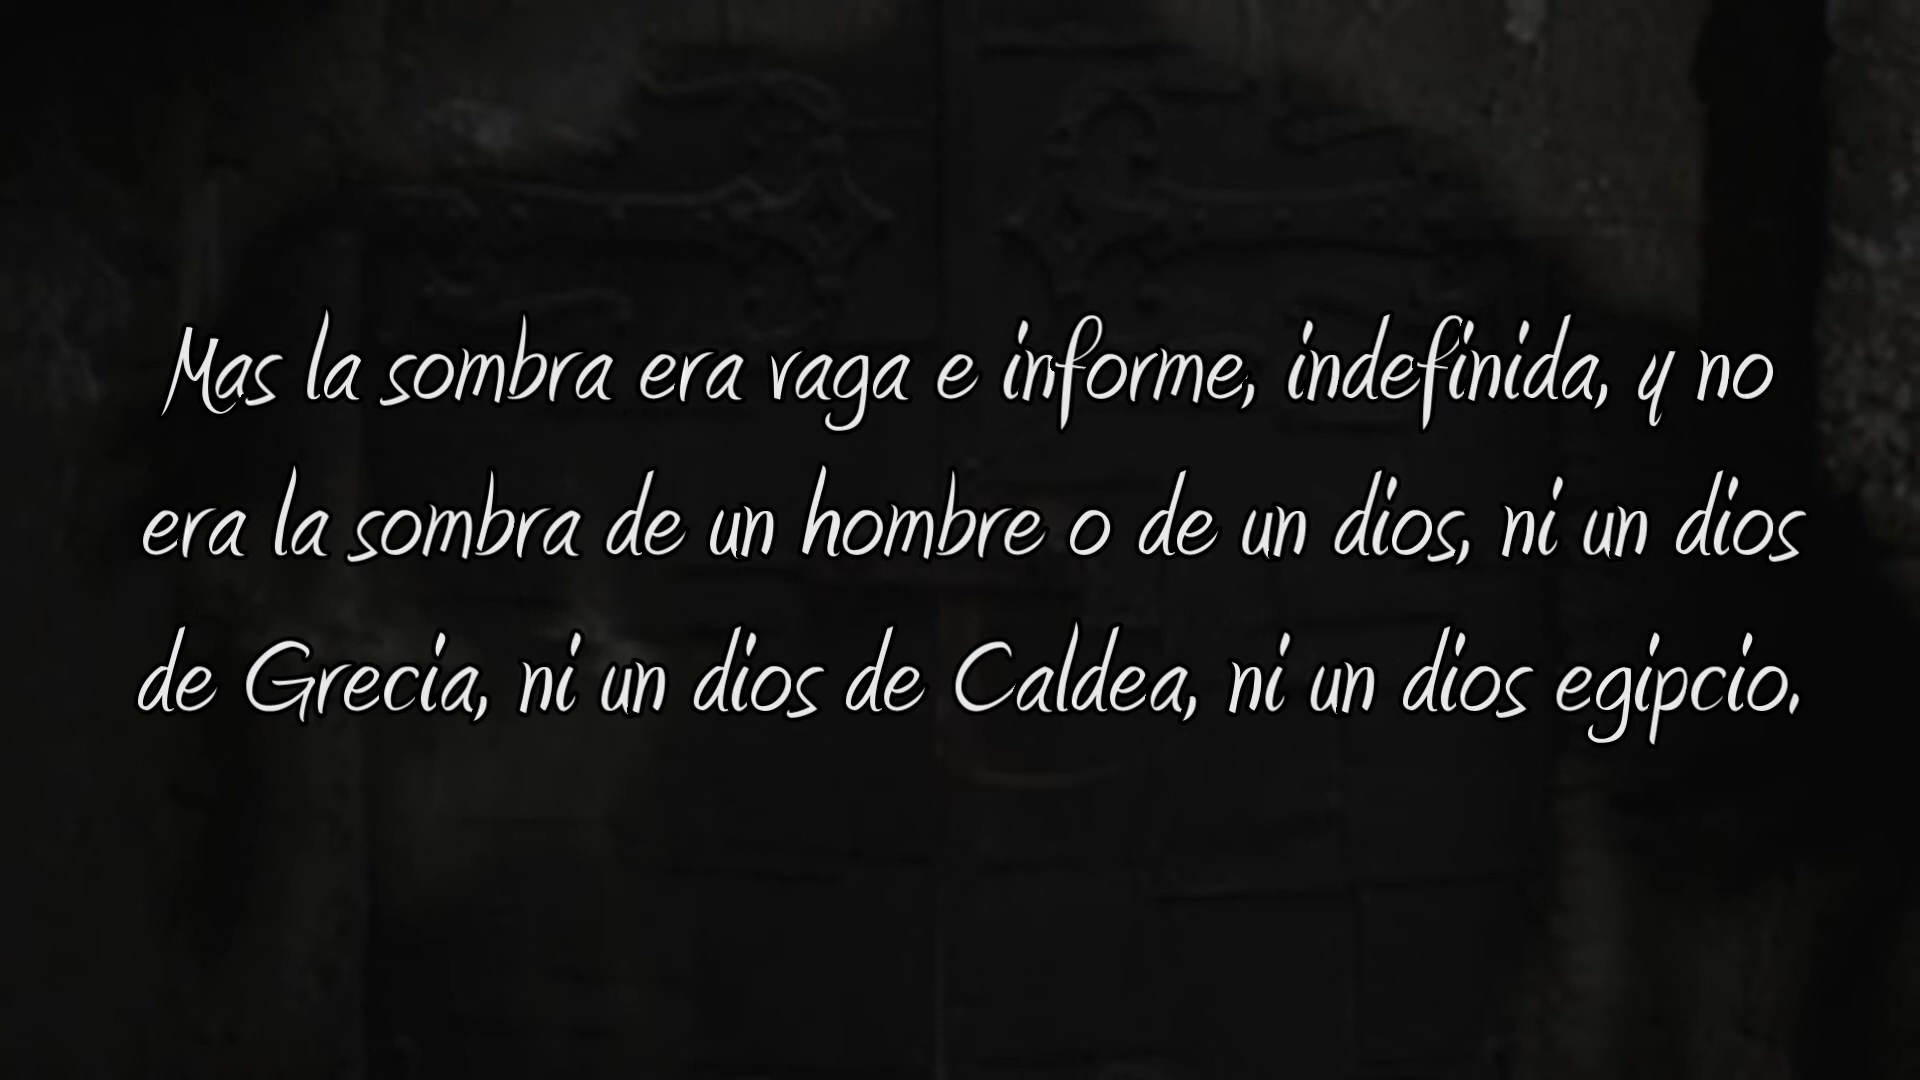 Mas la sombra era vaga e informe, indefinida, y no
era la sombra de un hombre o de un dios, ni un dios
de Grecia, ni un dios de Caldea, ni un dios egipcio.